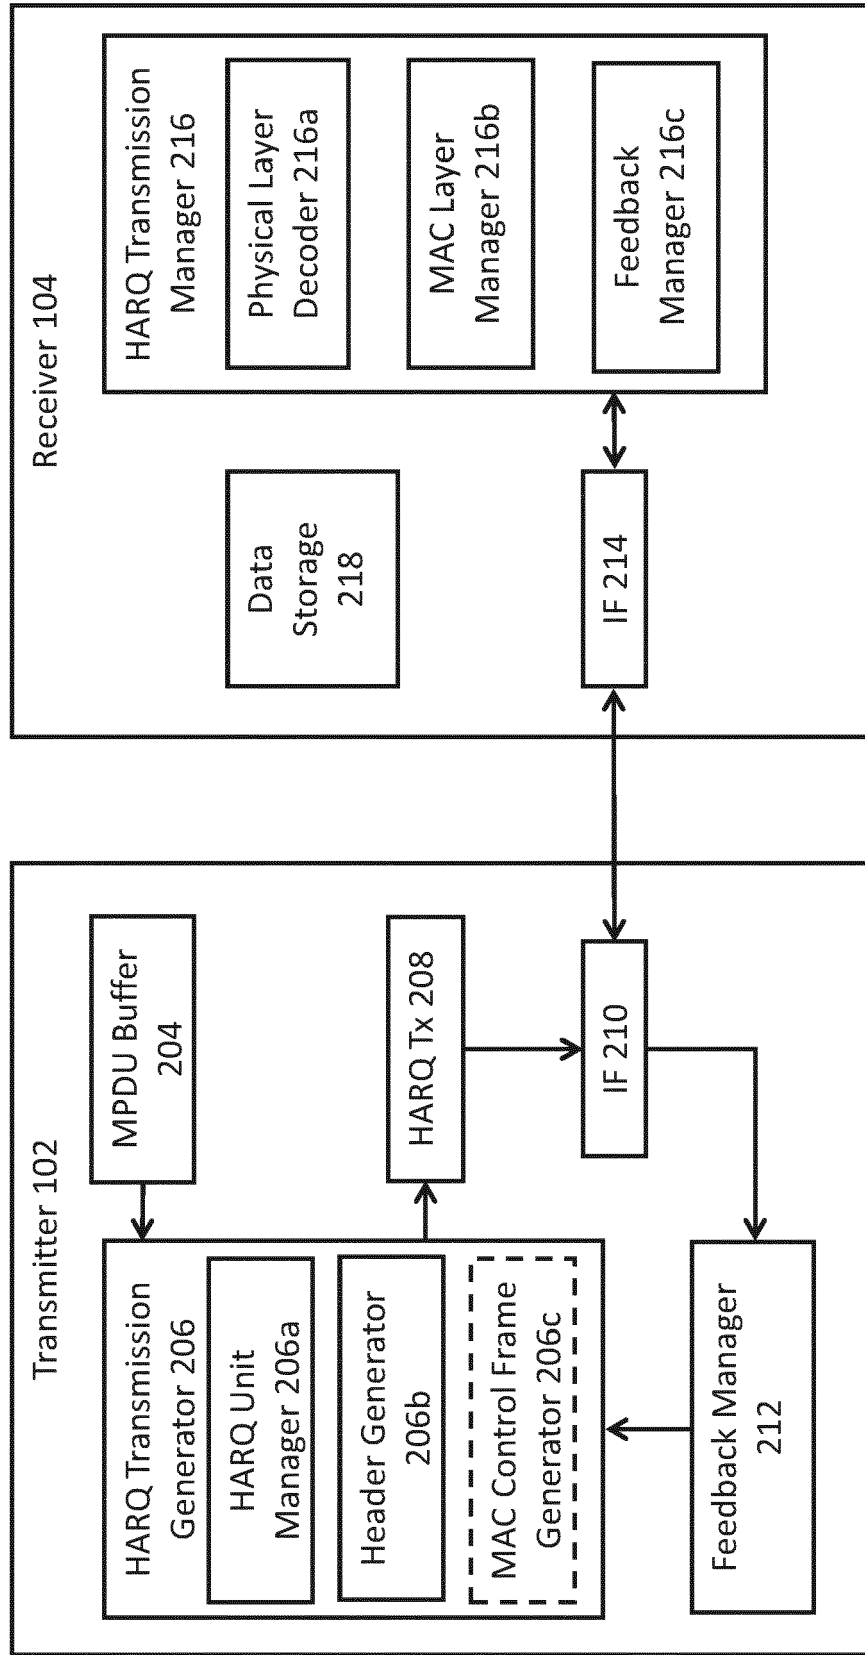 Transmitter 102
HARQ Transmission
Generator 206
HARQ Unit
Manager 206a
Header Generator
206b
MAC Control Frame
Generator 206c
MPDU Buffer
204
HARQ Tx 208
IF 210
Feedback Manager
212
Receiver 104
Data
Storage
218
IF 214
HARQ Transmission
Manager 216
Physical Layer
Decoder 216a
MAC Layer
Manager 216b
Feedback
Manager 216c